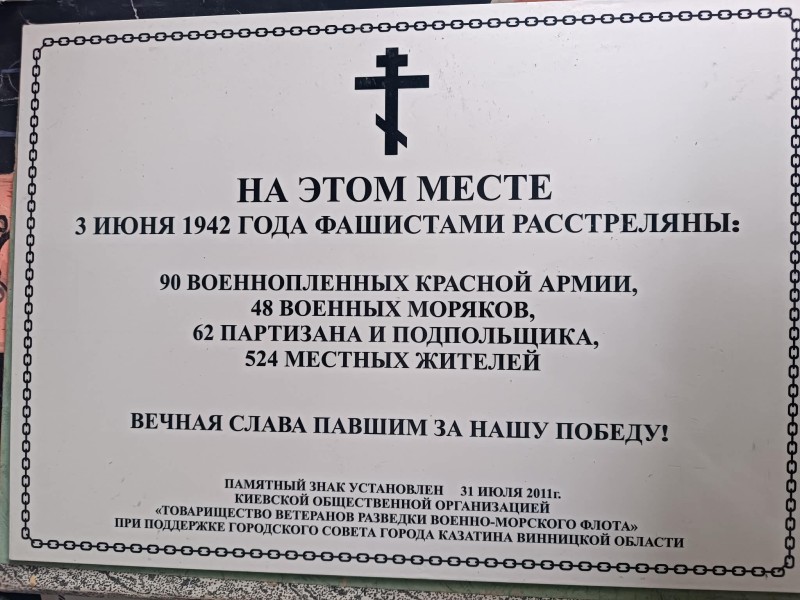 НА ЭТОМ МЕСТЕ
3 ИЮНЯ 1942 ГОДА ФАШИСТАМИ РАССТРЕЛЯНЫ:
90 ВОЕННОПЛЕННЫХ КРАСНОЙ АРМИИ,
48 ВОЕННЫХ МОРЯКОВ,
62 ПАРТИЗАНА И ПОДПОЛЬЩИКА,
524 МЕСТНЫХ ЖИТЕЛЕЙ
ВЕЧНАЯ СЛАВА ПАВШИМ ЗА НАШУ ПОБЕДУ!
ПАМЯТНЫЙ ЗНАК УСТАНОВЛЕН 31 ИЮЛЯ 2011г.
КИЕВСКОЙ ОБЩЕСТВЕННОЙ ОРГАНИЗАЦИЕЙ
«ТОВАРИЩЕСТВО ВЕТЕРАНОВ РАЗВЕДКИ ВОЕННО-МОРСКОГО ФЛОТА»
ПРИ ПОДДЕРЖКЕ ГОРОДСКОГО СОВЕТА ГОРОДА КАЗАТИНА ВИННИЦКОЙ ОБЛАСТИ